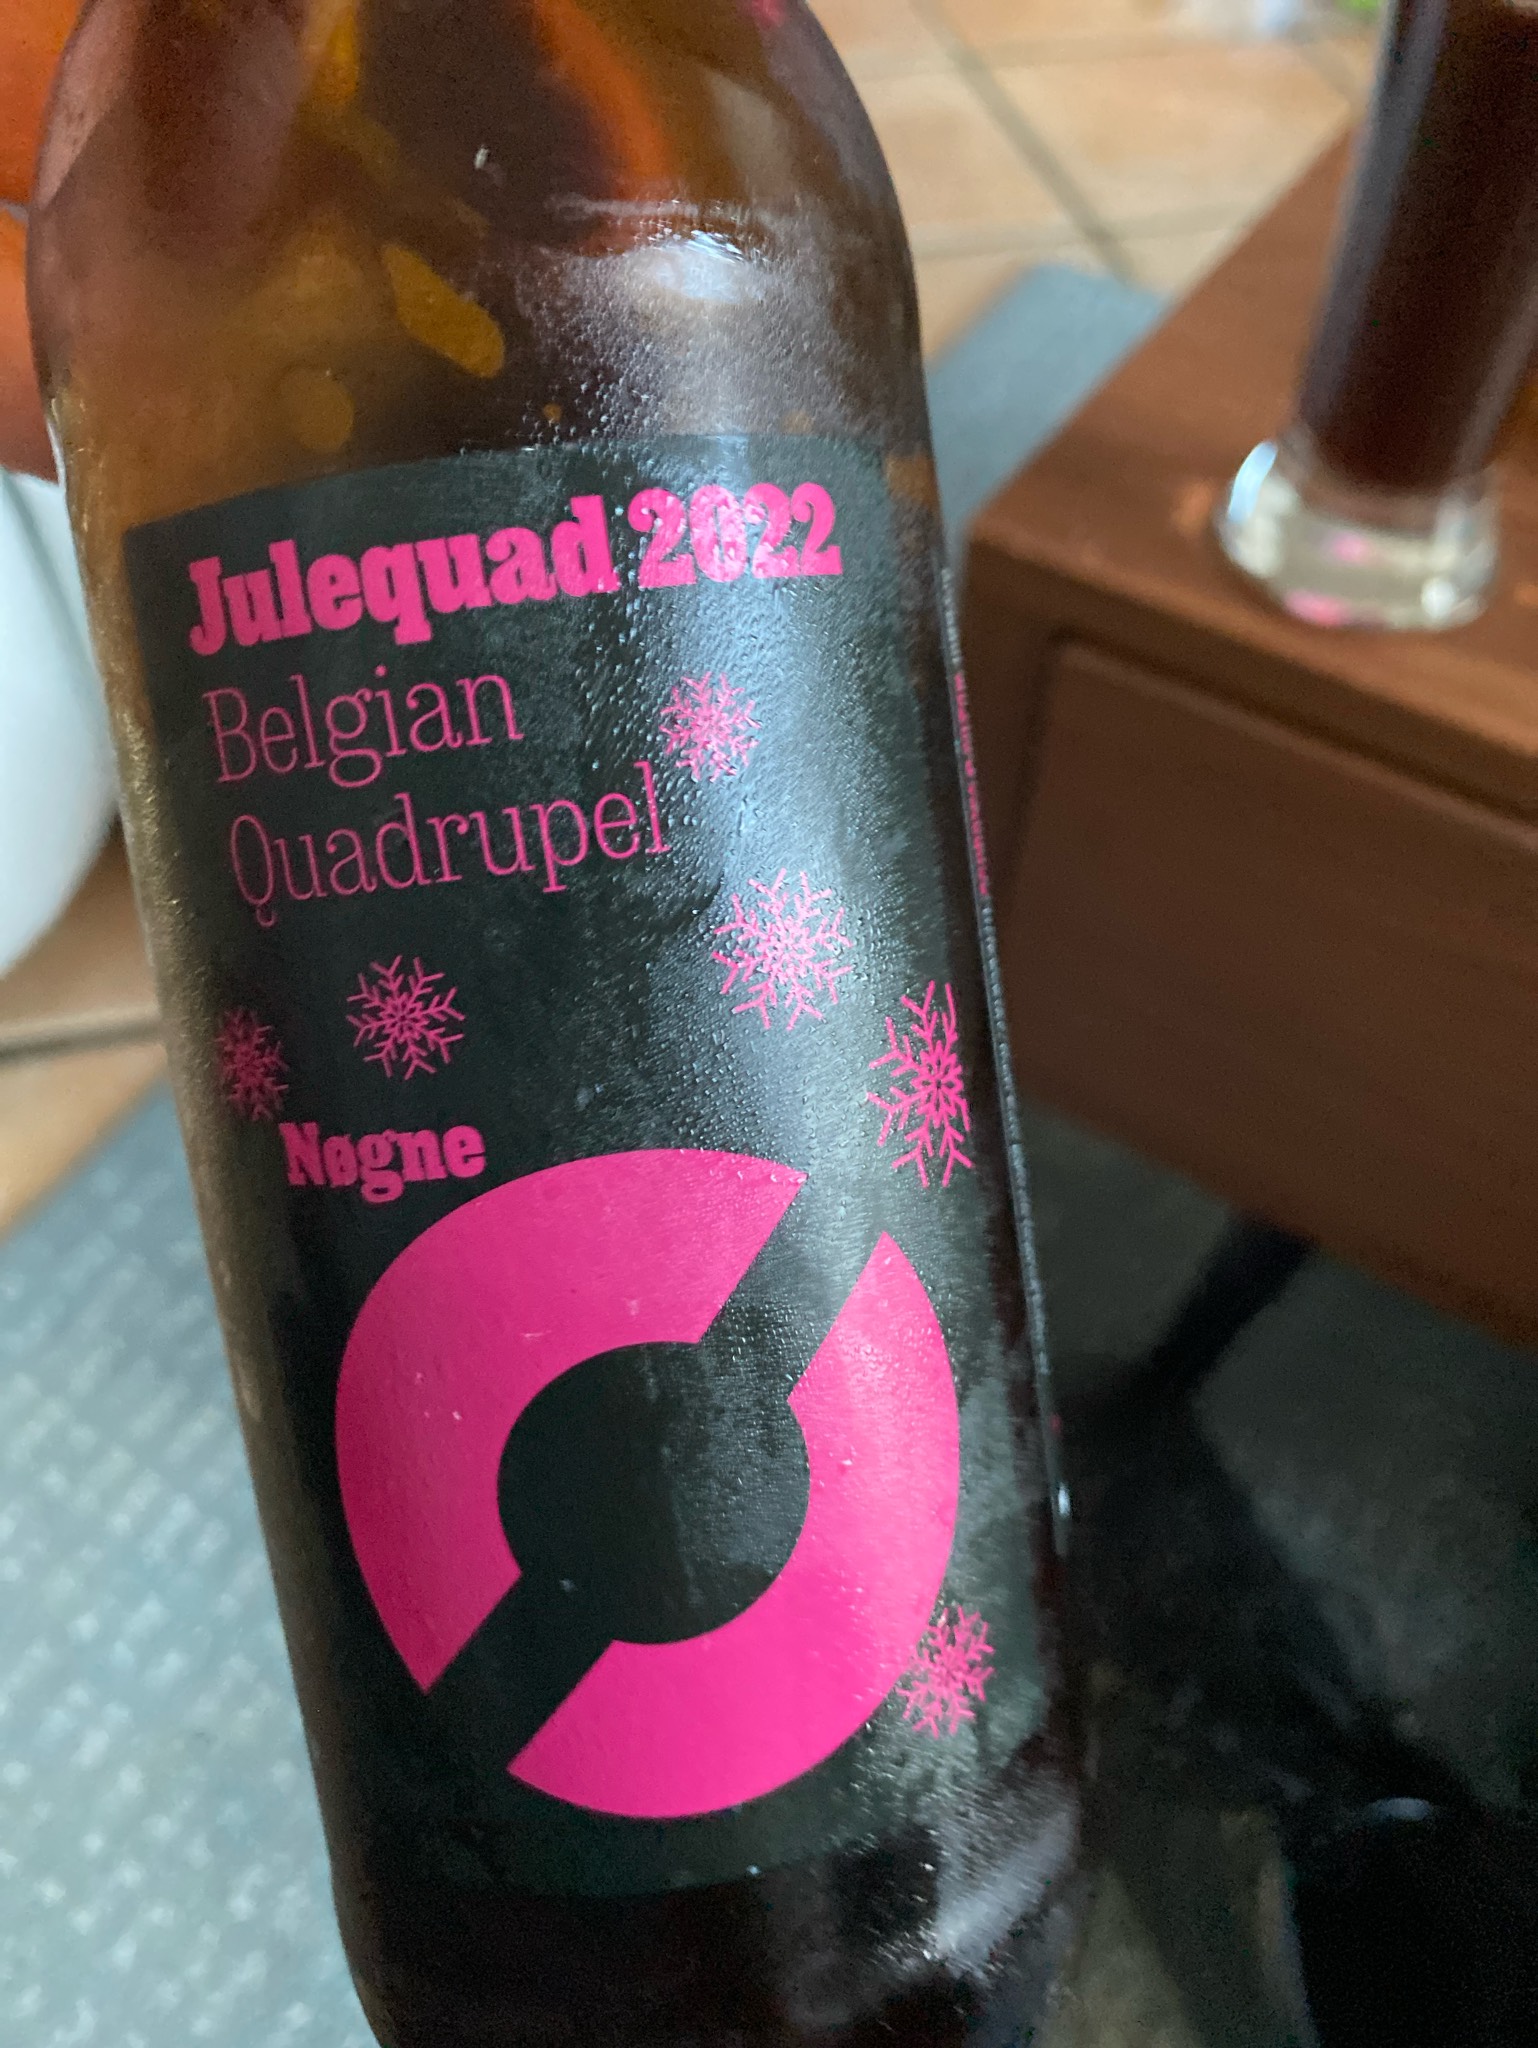 Julequad 2022
Belgian
Quadrupel
Nøgne
Ø